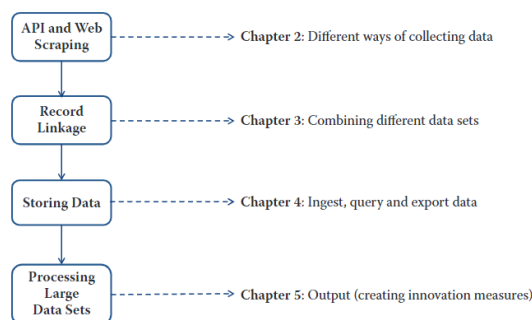 API and Web
Scraping
Chapter 2: Different ways of collecting data
Record
Linkage
Chapter 3: Combining different data sets
Storing Data
Chapter 4: Ingest, query and export data
Processing
Large
Data Sets
Chapter 5: Output (creating innovation measures)